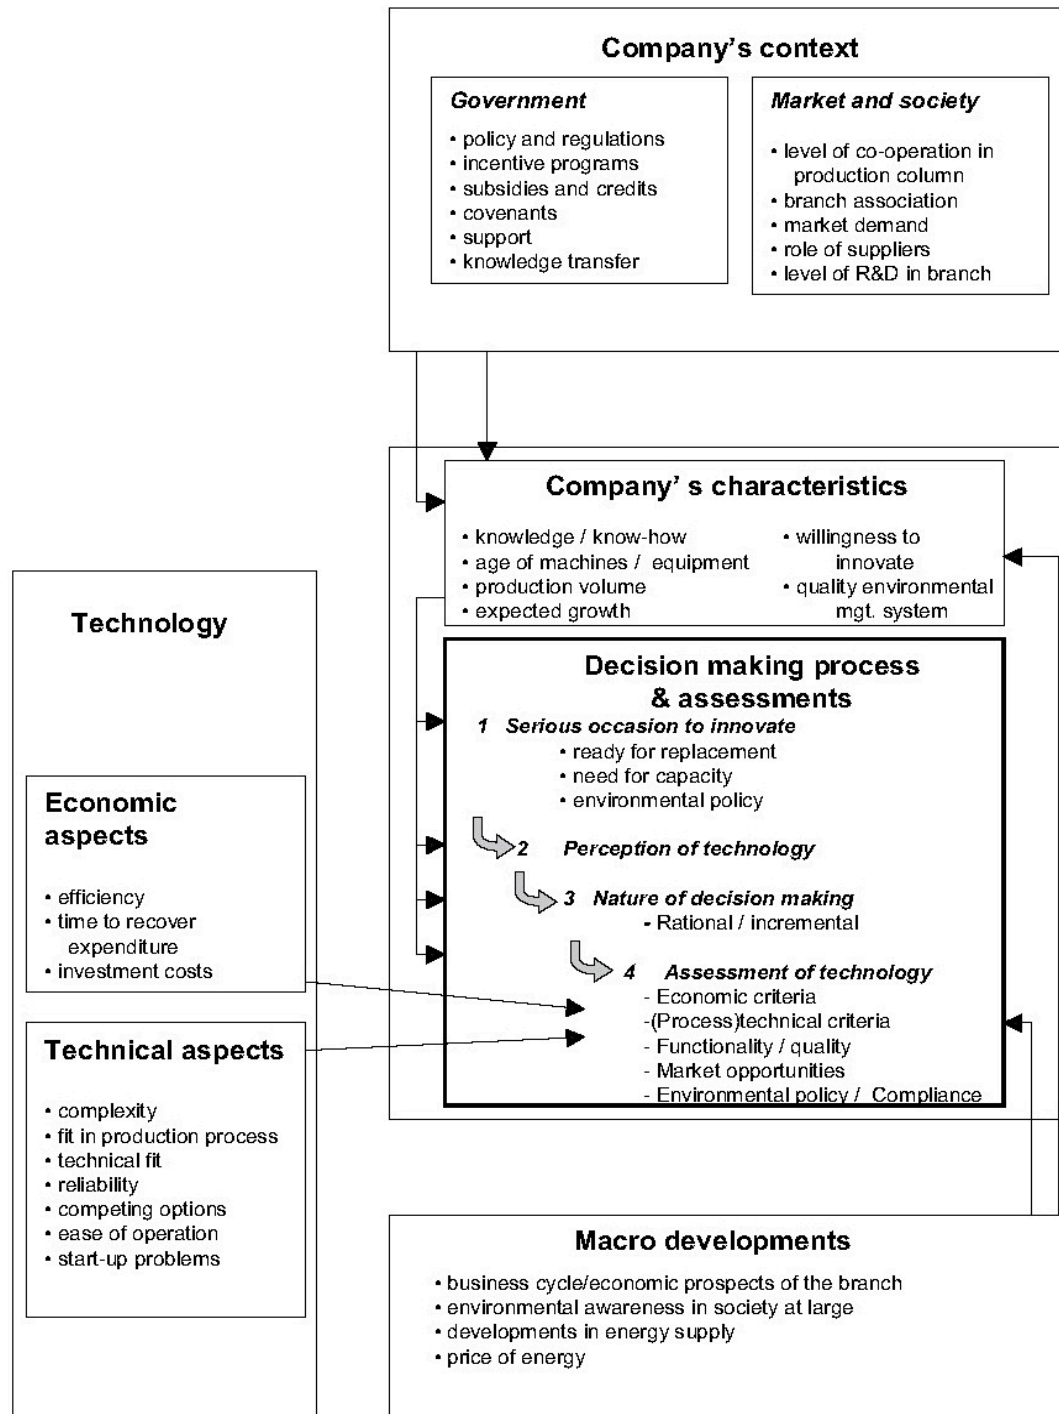 Company's context
Government
• policy and regulations
• incentive programs
• subsidies and credits
• covenants
• support
• knowledge transfer
Market and society
• level of co-operation in
production column
• branch association
• market demand
• role of suppliers
• level of R&D in branch
Company' s characteristics
• knowledge / know-how
• age of machines / equipment
• production volume
• expected growth
• willingness to
innovate
• quality environmental
mgt. system
Technology
Economic
aspects
• efficiency
• time to recover
expenditure
• investment costs
Technical aspects
• complexity
• fit in production process
• technical fit
• reliability
• competing options
• ease of operation
• start-up problems
Decision making process
& assessments
1 Serious occasion to innovate
• ready for replacement
• need for capacity
• environmental policy
2 Perception of technology
3 Nature of decision making
- Rational / incremental
4 Assessment of technology
- Economic criteria
-(Process)technical criteria
- Functionality / quality
- Market opportunities
- Environmental policy / Compliance
Macro developments
• business cycle/economic prospects of the branch
• environmental awareness in society at large
• developments in energy supply
• price of energy